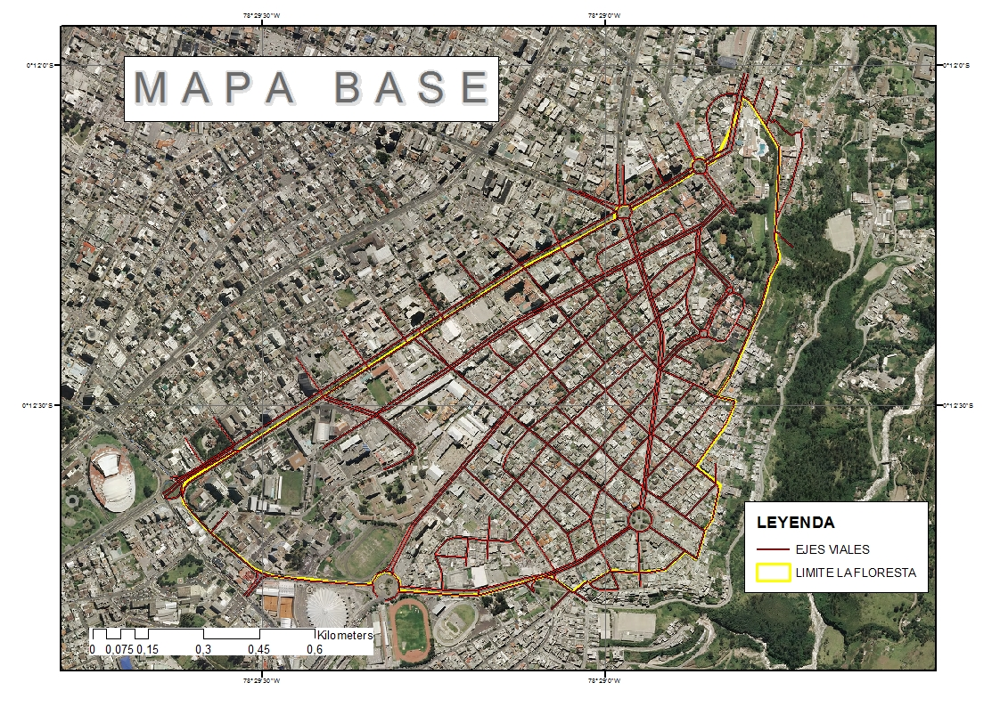 78°29'30"W 78°29'0"W
0°12'0"S 0°12'0"S
MAPA BASE
0°12'30"S 0°12'30"S
LEYENDA
EJES VIALES
LIMITE LA FLORESTA
Kilometers
0 0,075 0,15 0,3 0,45 0,6
78°29'30"W 78°29'0"W